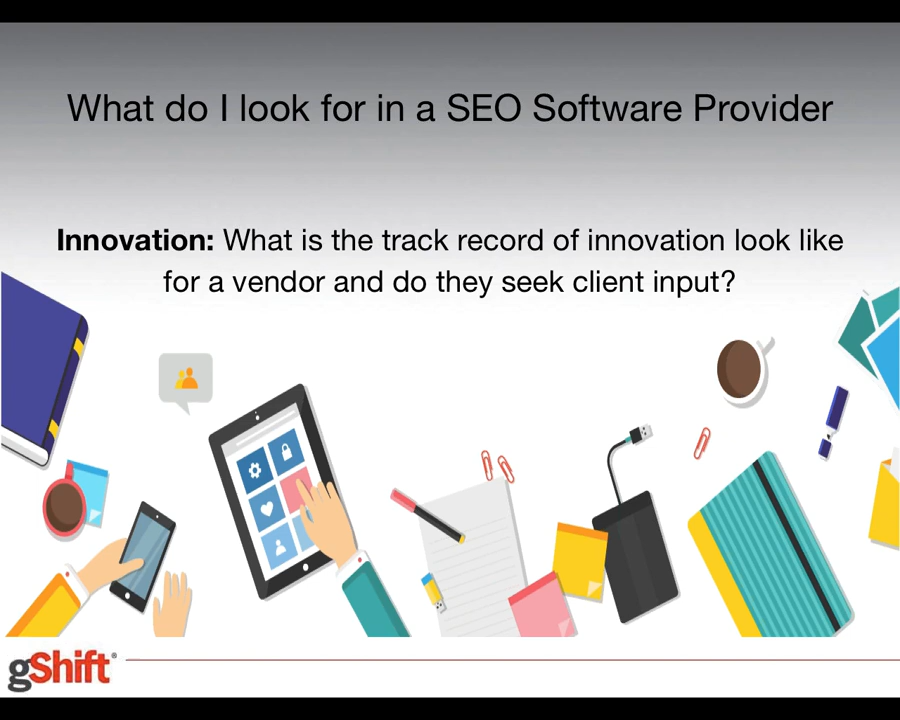 What do I look for in a SEO Software Provider
Innovation: What is the track record of innovation look like
for a vendor and do they seek client input?
gShift®